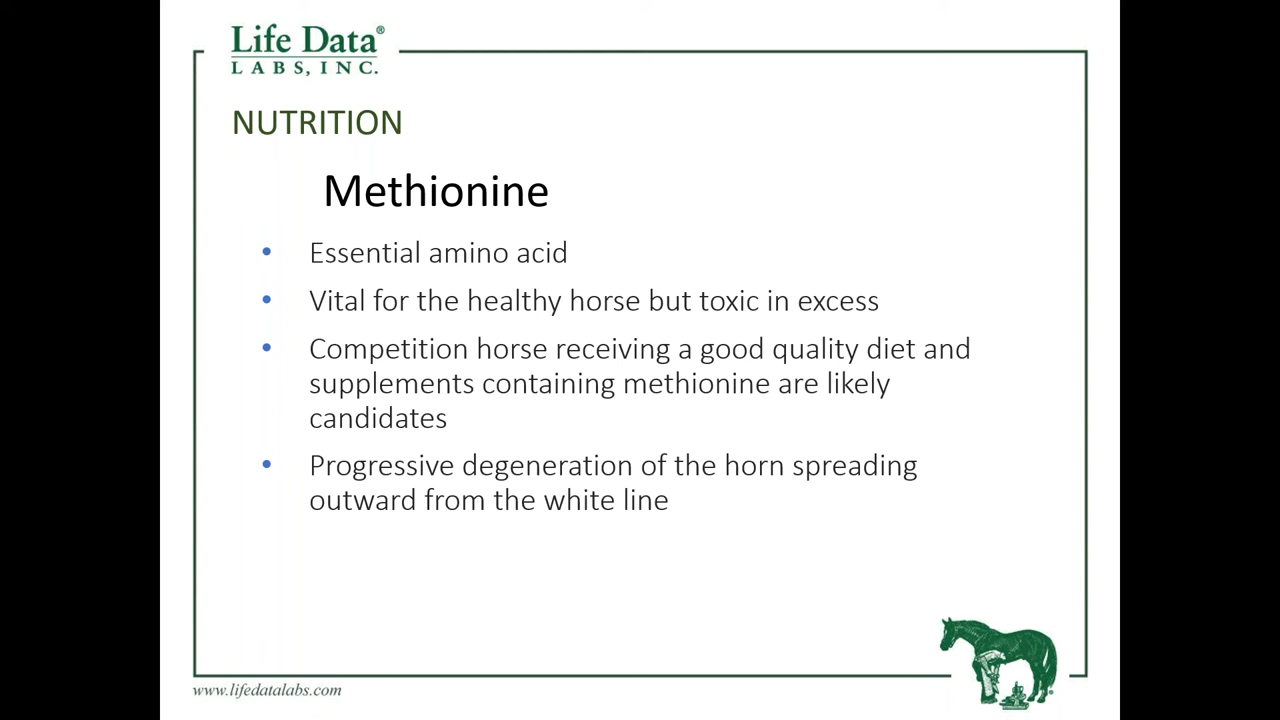 Life Data®
LABS, INC.
NUTRITION
Methionine
• Essential amino acid
• Vital for the healthy horse but toxic in excess
• Competition horse receiving a good quality diet and
supplements containing methionine are likely
candidates
• Progressive degeneration of the horn spreading
outward from the white line
www.lifedatalabs.com